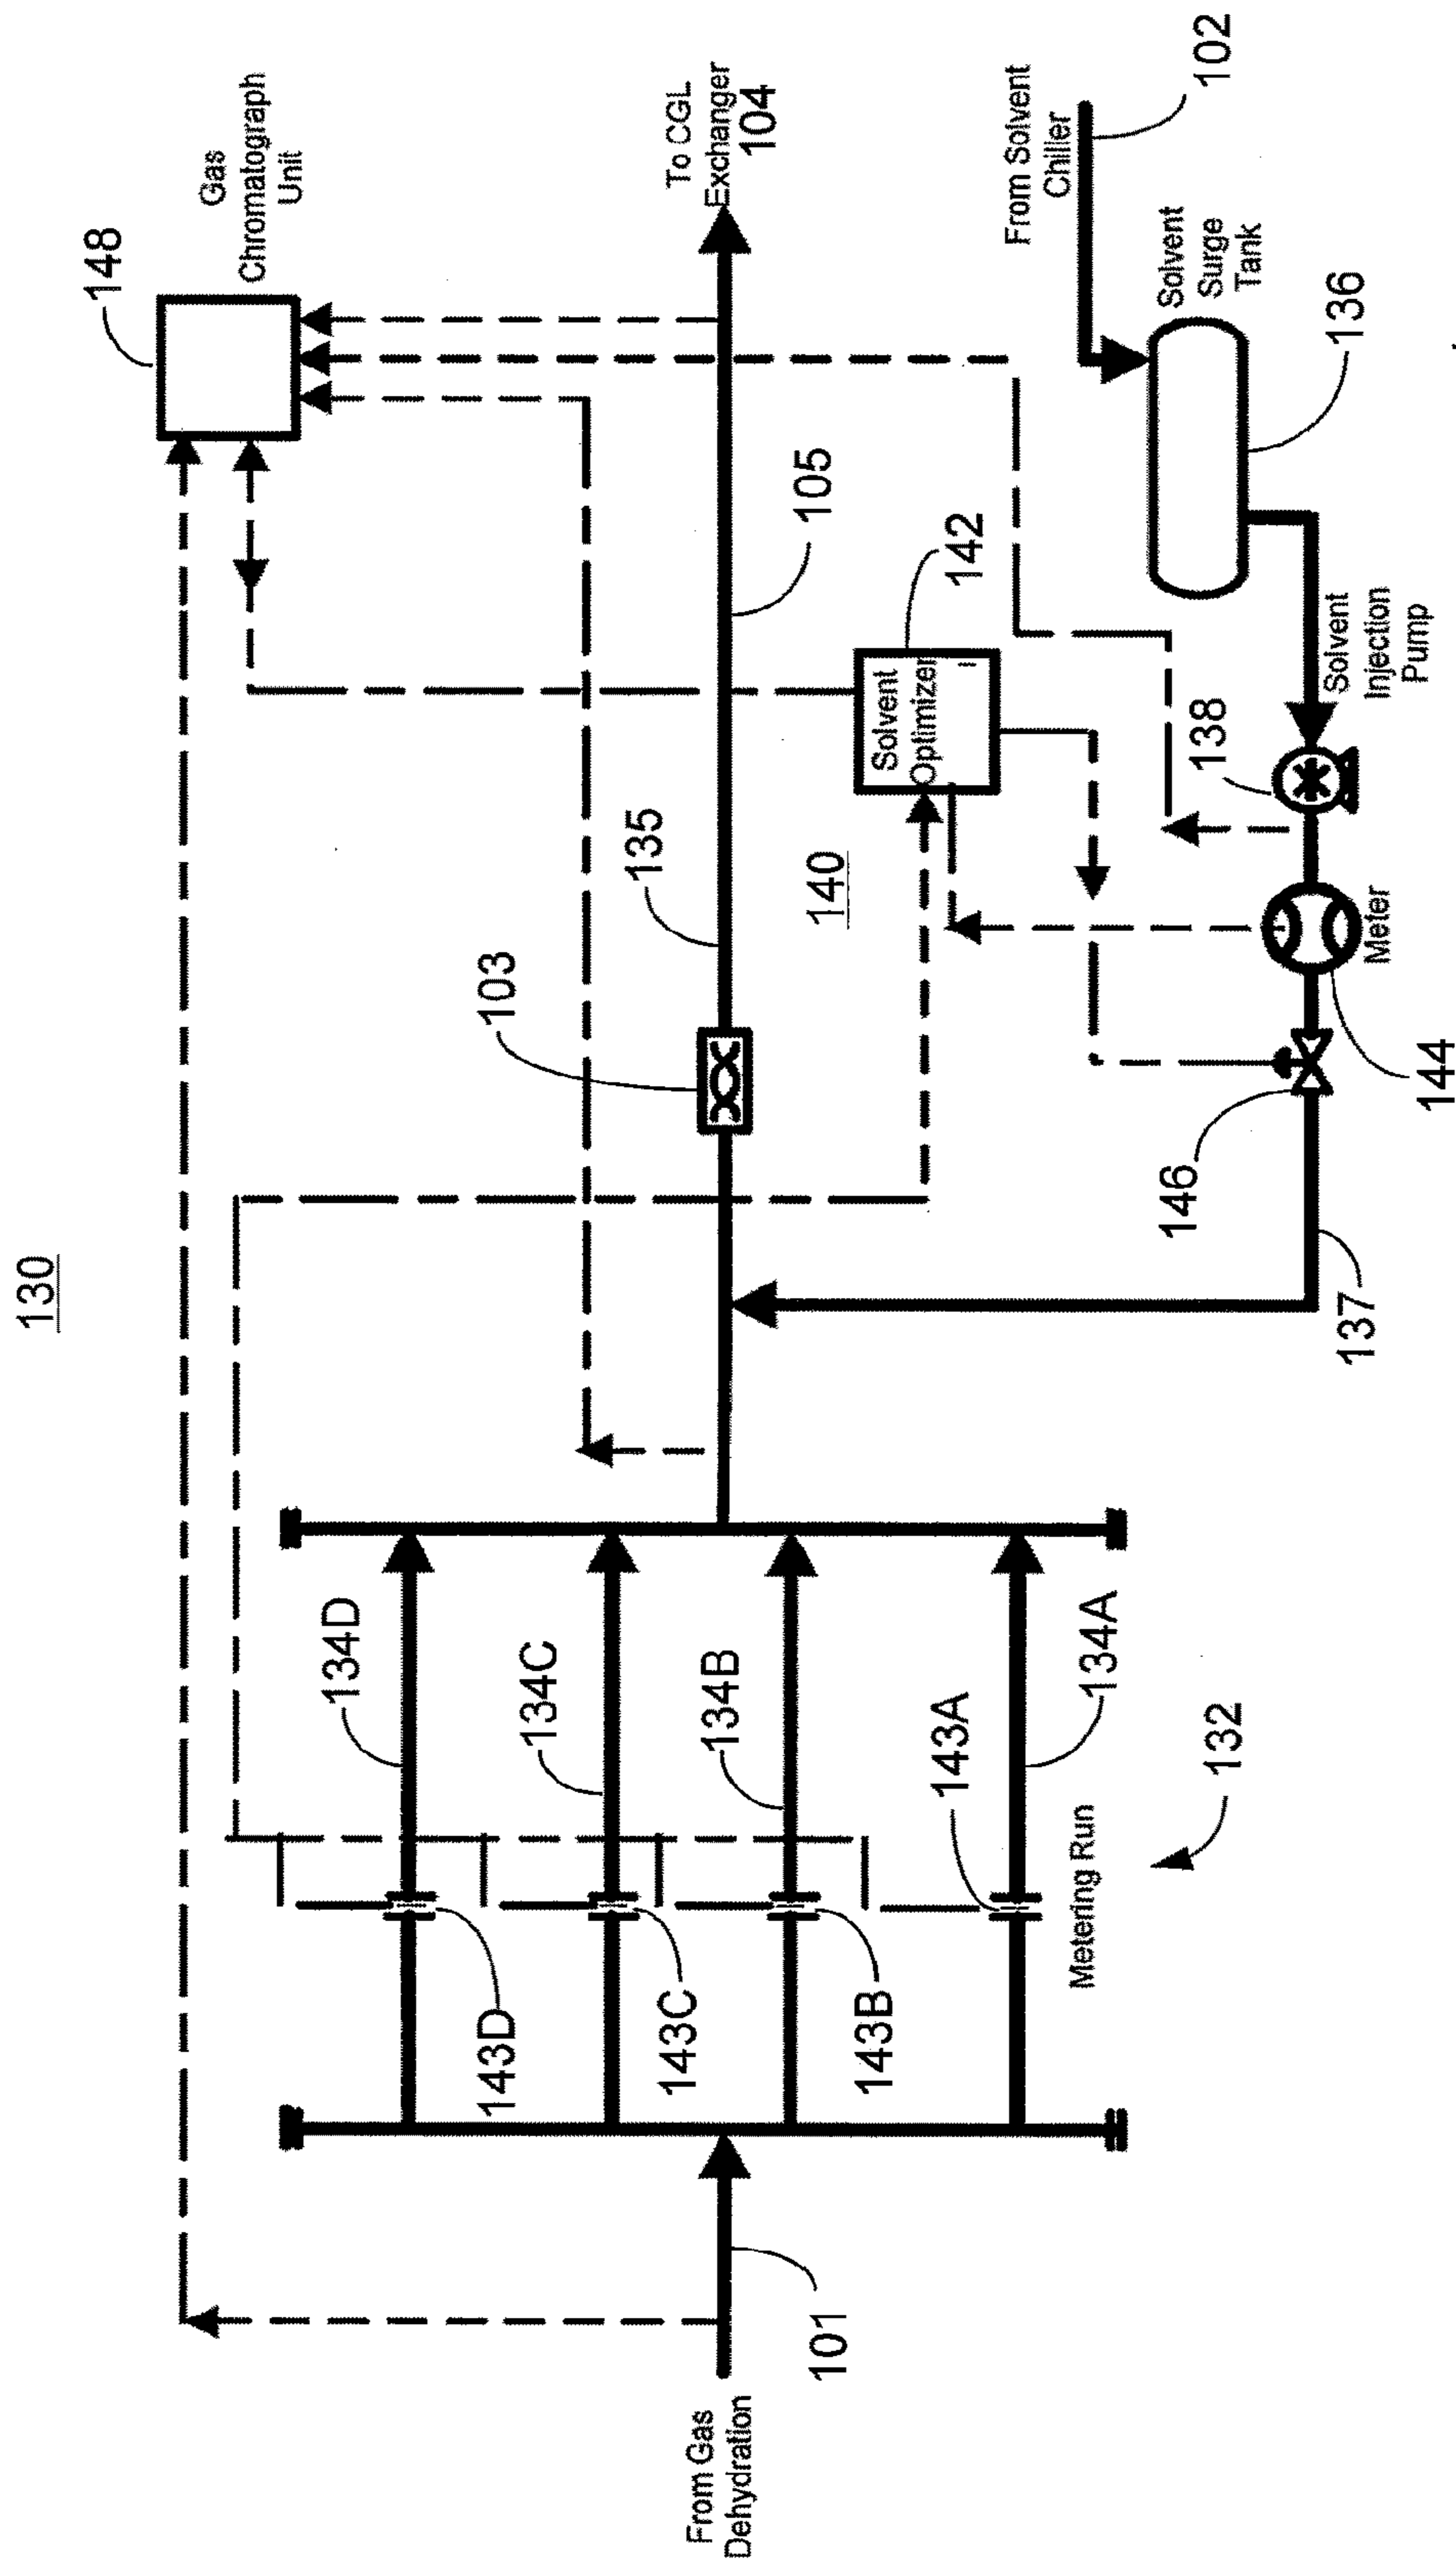 130
148
Gas
Chromatograph
Unit
To CGL
Exchanger
104
From Solvent
Chiller
102
Solvent
Surge
Tank
136
105
135
103
142
Solvent
Optimizer
140
138
Solvent
Injection
Pump
Meter
144
146
137
134D
134C
134B
134A
143D
143C
143B
143A
Metering Run
132
101
From Gas
Dehydration